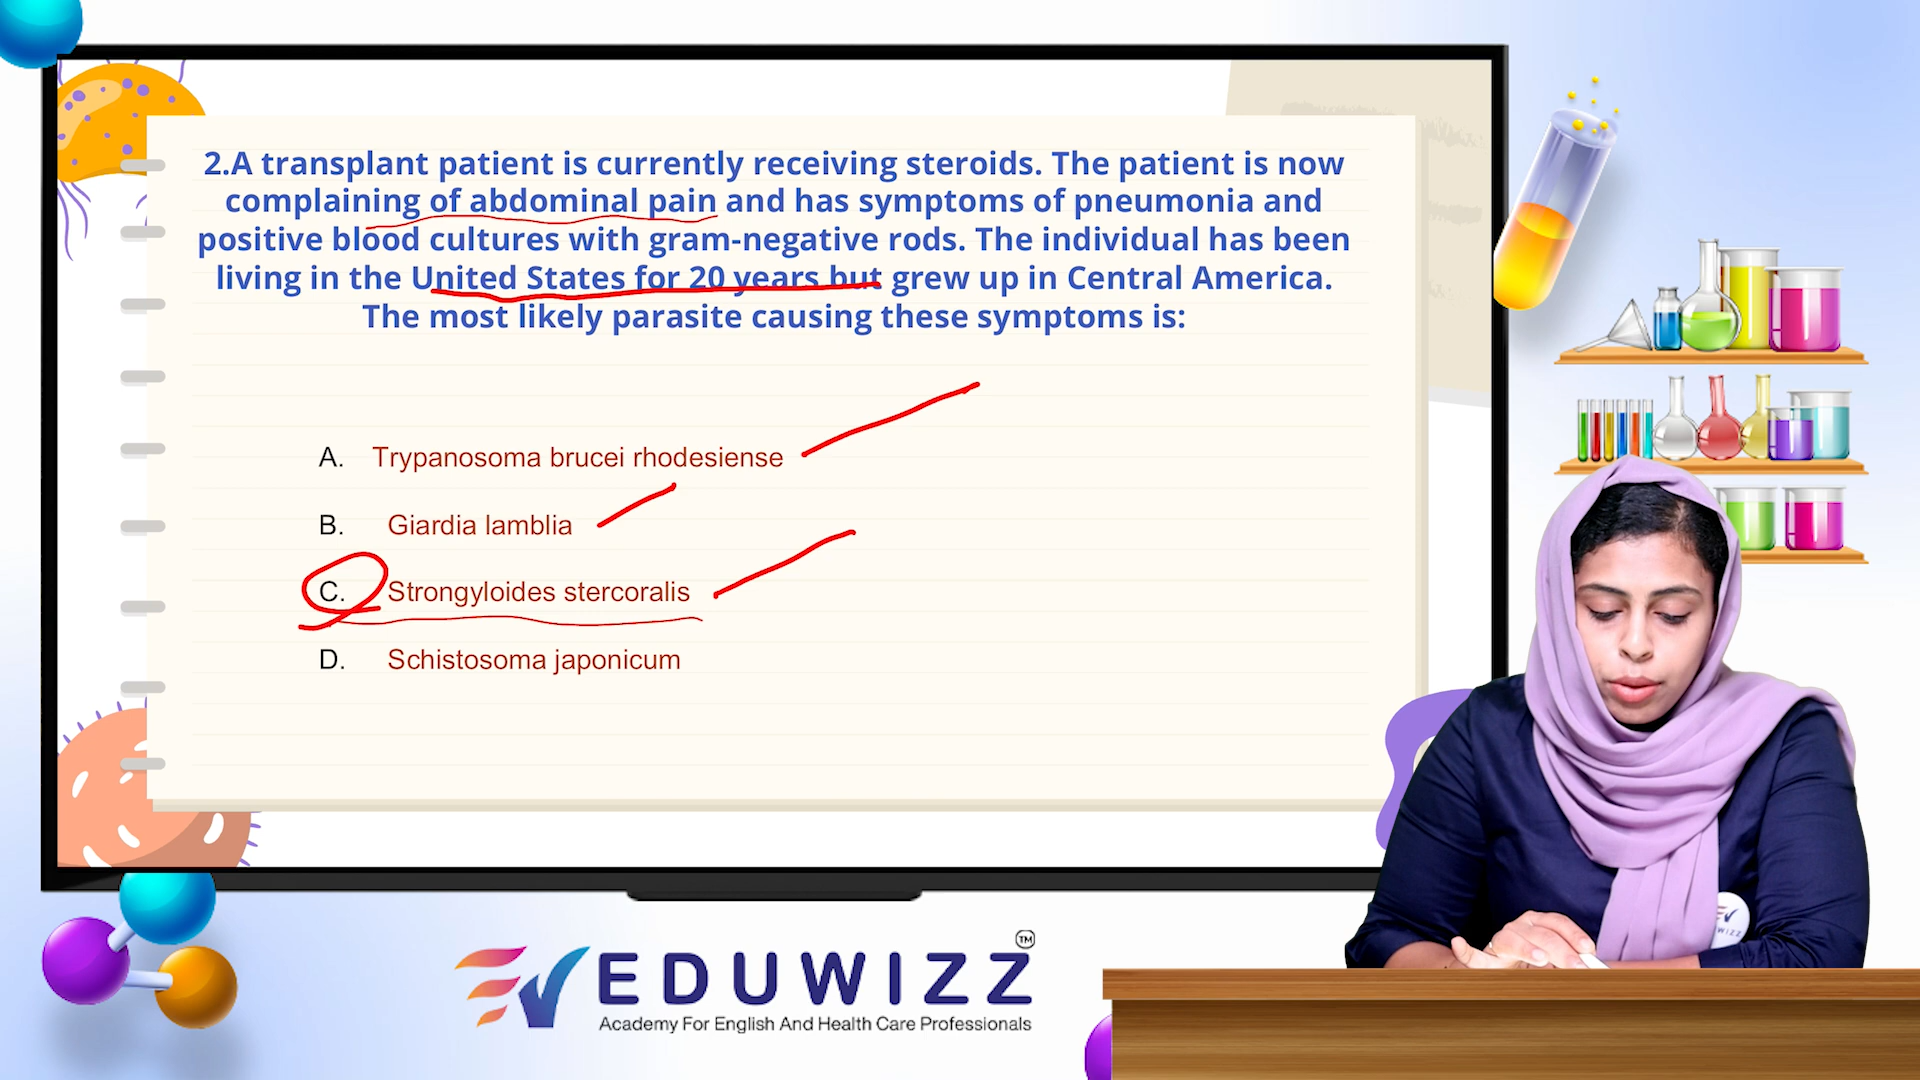 2.A transplant patient is currently receiving steroids. The patient is now
complaining of abdominal pain and has symptoms of pneumonia and
positive blood cultures with gram-negative rods. The individual has been
living in the United States for 20 years but grew up in Central America.
The most likely parasite causing these symptoms is:
A. Trypanosoma brucei rhodesiense
B. Giardia lamblia
C. Strongyloides stercoralis
D. Schistosoma japonicum
EDUWIZZ TM
Academy For English And Health Care Professionals